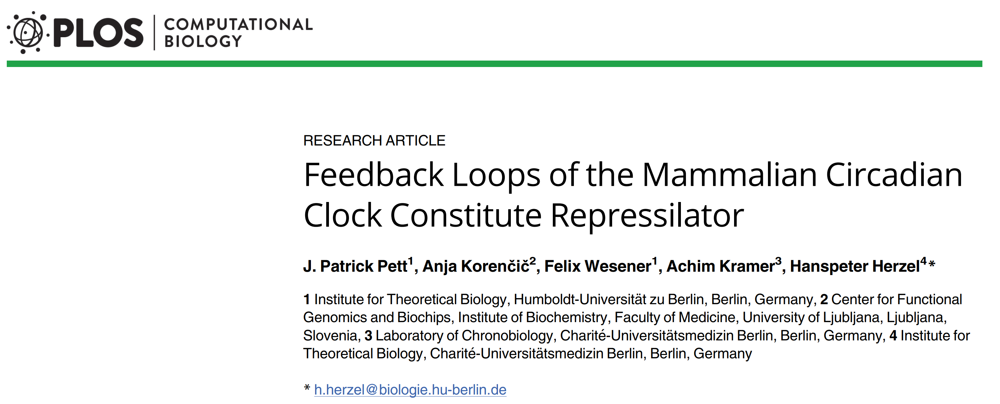 PLOS | COMPUTATIONAL
BIOLOGY
RESEARCH ARTICLE
Feedback Loops of the Mammalian Circadian
Clock Constitute Repressilator
J. Patrick Pett1, Anja Korenčič2, Felix Wesener1, Achim Kramer3, Hanspeter Herzel4*
1 Institute for Theoretical Biology, Humboldt-Universität zu Berlin, Berlin, Germany, 2 Center for Functional
Genomics and Biochips, Institute of Biochemistry, Faculty of Medicine, University of Ljubljana, Ljubljana,
Slovenia, 3 Laboratory of Chronobiology, Charité-Universitätsmedizin Berlin, Berlin, Germany, 4 Institute for
Theoretical Biology, Charité-Universitätsmedizin Berlin, Berlin, Germany
* h.herzel@biologie.hu-berlin.de